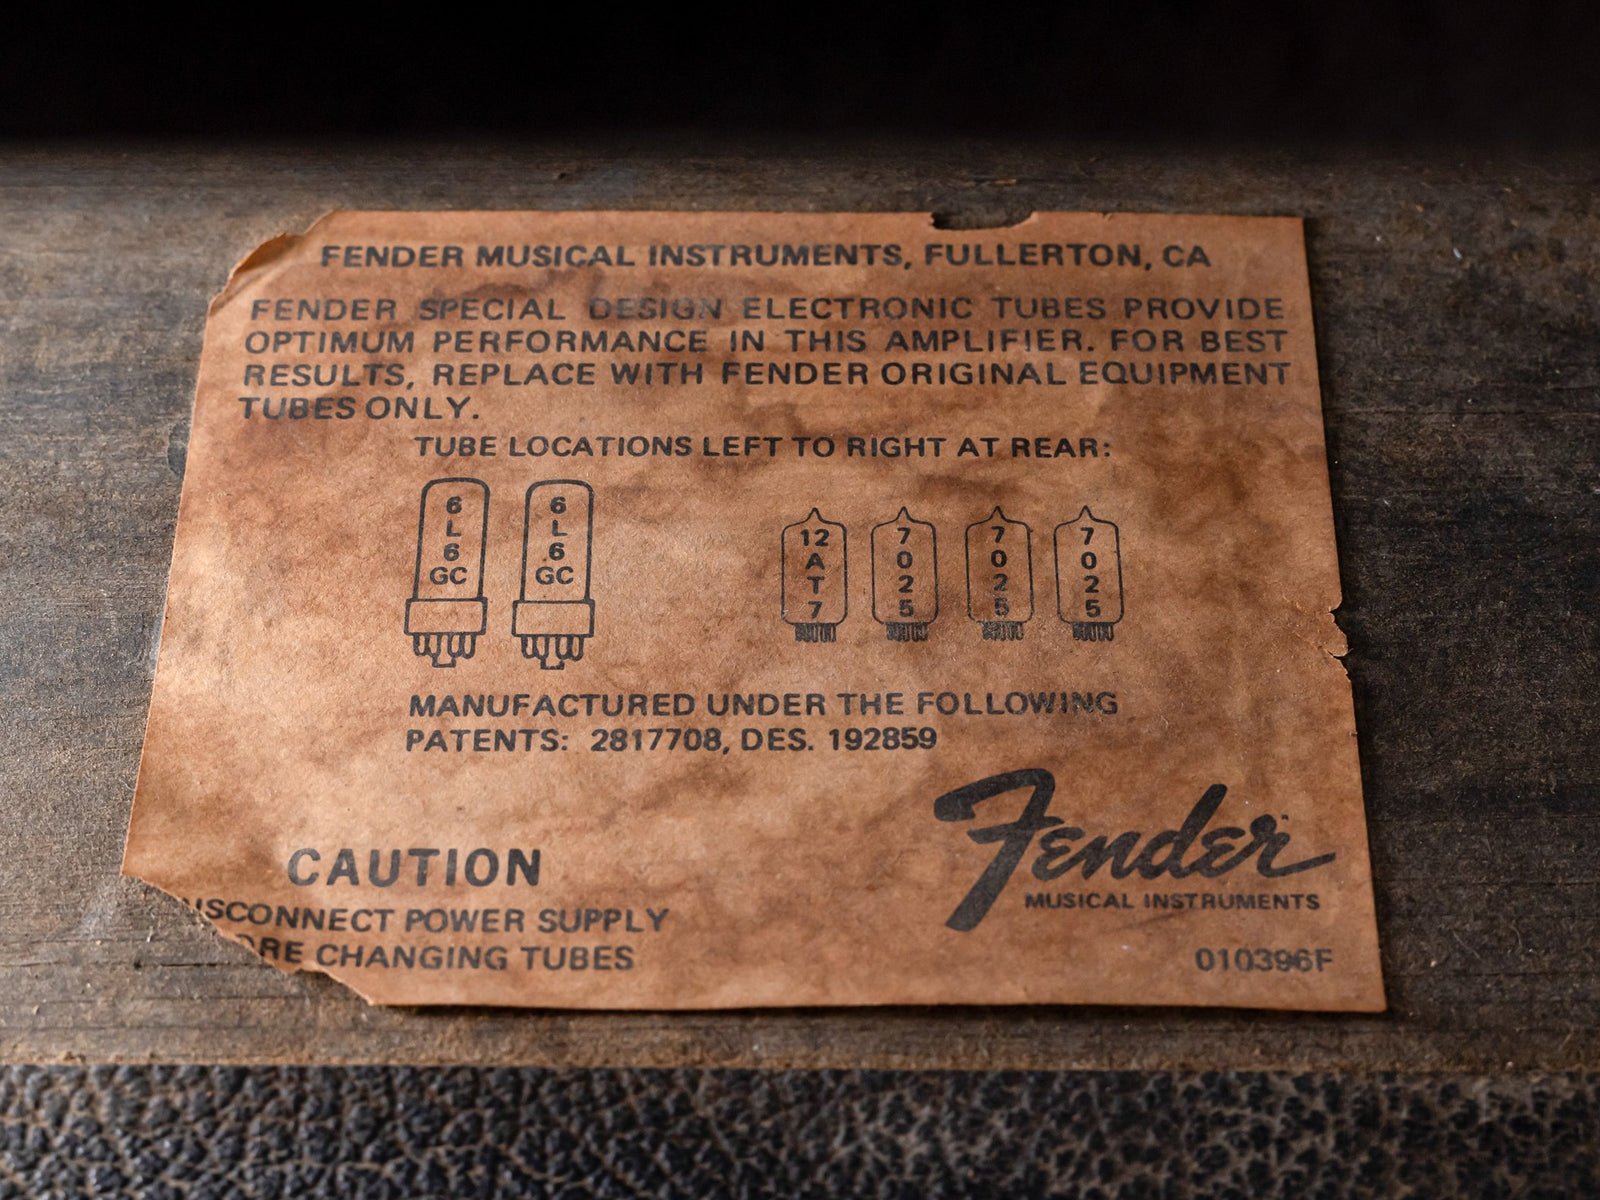 FENDER MUSICAL INSTRUMENTS, FULLERTON, CA
FENDER SPECIAL DESIGN ELECTRONIC TUBES PROVIDE
OPTIMUM PERFORMANCE IN THIS AMPLIFIER. FOR BEST
RESULTS, REPLACE WITH FENDER ORIGINAL EQUIPMENT
TUBES ONLY.
TUBE LOCATIONS LEFT TO RIGHT AT REAR:
6L6GC 6L6GC 12AT7 7025 7025 7025
MANUFACTURED UNDER THE FOLLOWING
PATENTS: 2817708, DES. 192859
CAUTION
POWER SUPPLY
CHANGING TUBES
Fender
MUSICAL INSTRUMENTS
010396F